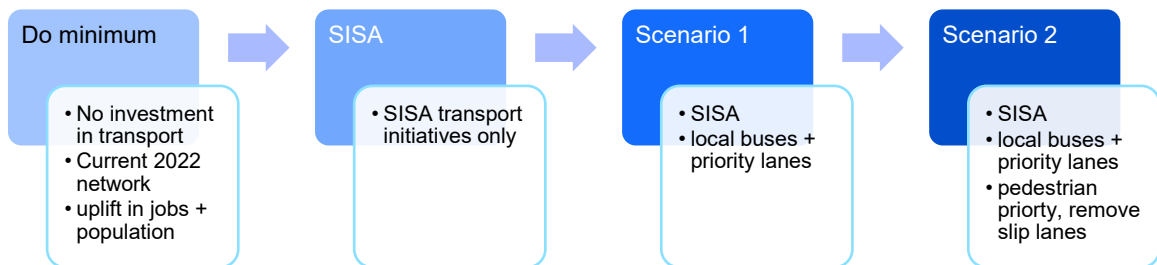 Do minimum
• No investment
in transport
• Current 2022
network
• uplift in jobs +
population
SISA
• SISA transport
initiatives only
Scenario 1
• SISA
• local buses +
priority lanes
Scenario 2
• SISA
• local buses +
priority lanes
• pedestrian
priorty, remove
slip lanes